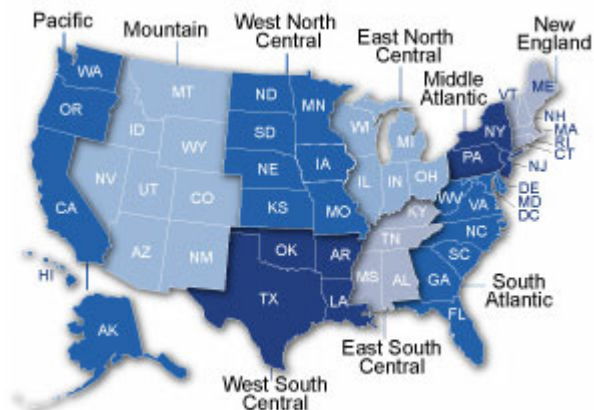 Pacific
Mountain
West North
Central
East North
Central
New
England
Middle
Atlantic
WA
OR
CA
HI
AK
MT
ID
WY
NV
UT
CO
AZ
NM
ND
MN
SD
NE
IA
KS
MO
WI
MI
IL
IN
OH
NY
PA
NJ
VT
ME
NH
MA
RI
CT
OK
AR
TX
LA
KY
TN
MS
AL
WV
VA
DE
MD
DC
NC
SC
GA
FL
South
Atlantic
East South
Central
West South
Central